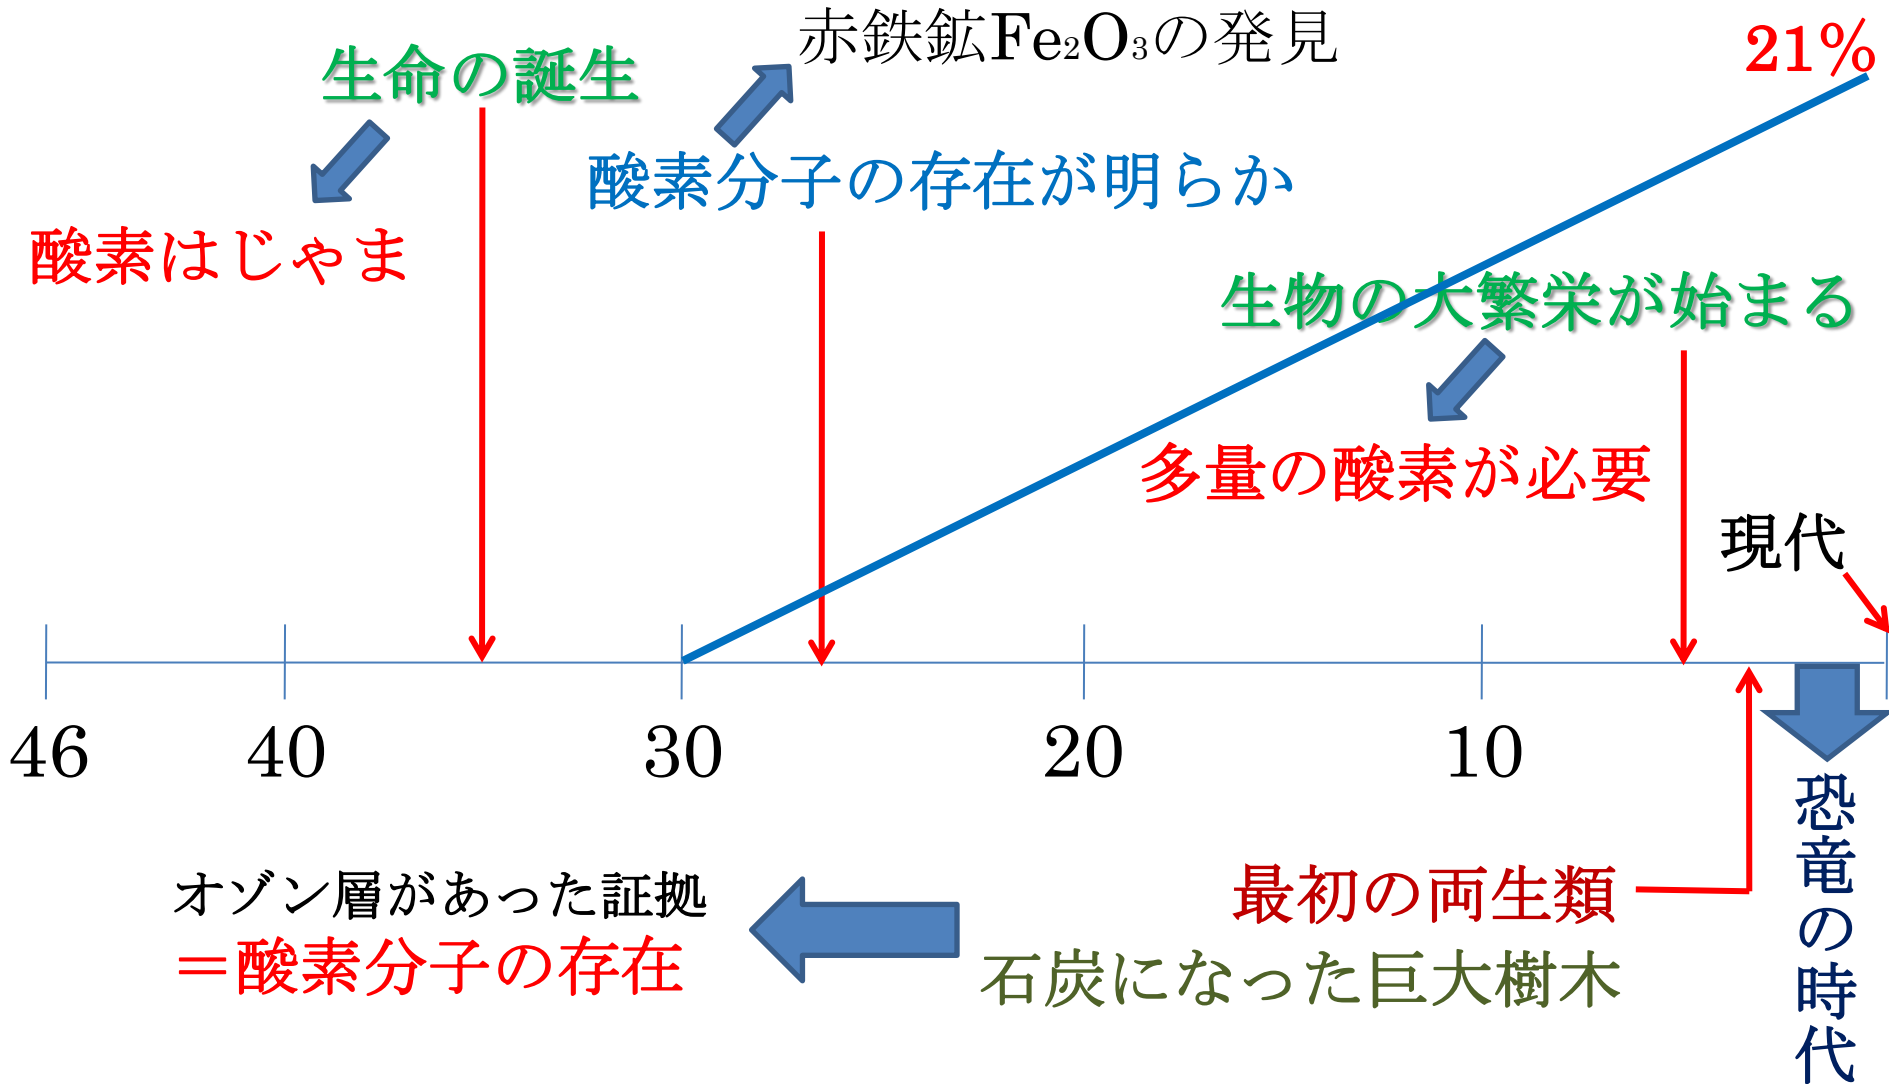 赤鉄鉱Fe₂O₃の発見
21%
生命の誕生
酸素分子の存在が明らか
酸素はじゃま
生物の大繁栄が始まる
多量の酸素が必要
現代
46 40 30 20 10
恐竜の時代
オゾン層があった証拠
=酸素分子の存在
最初の両生類
石炭になった巨大樹木